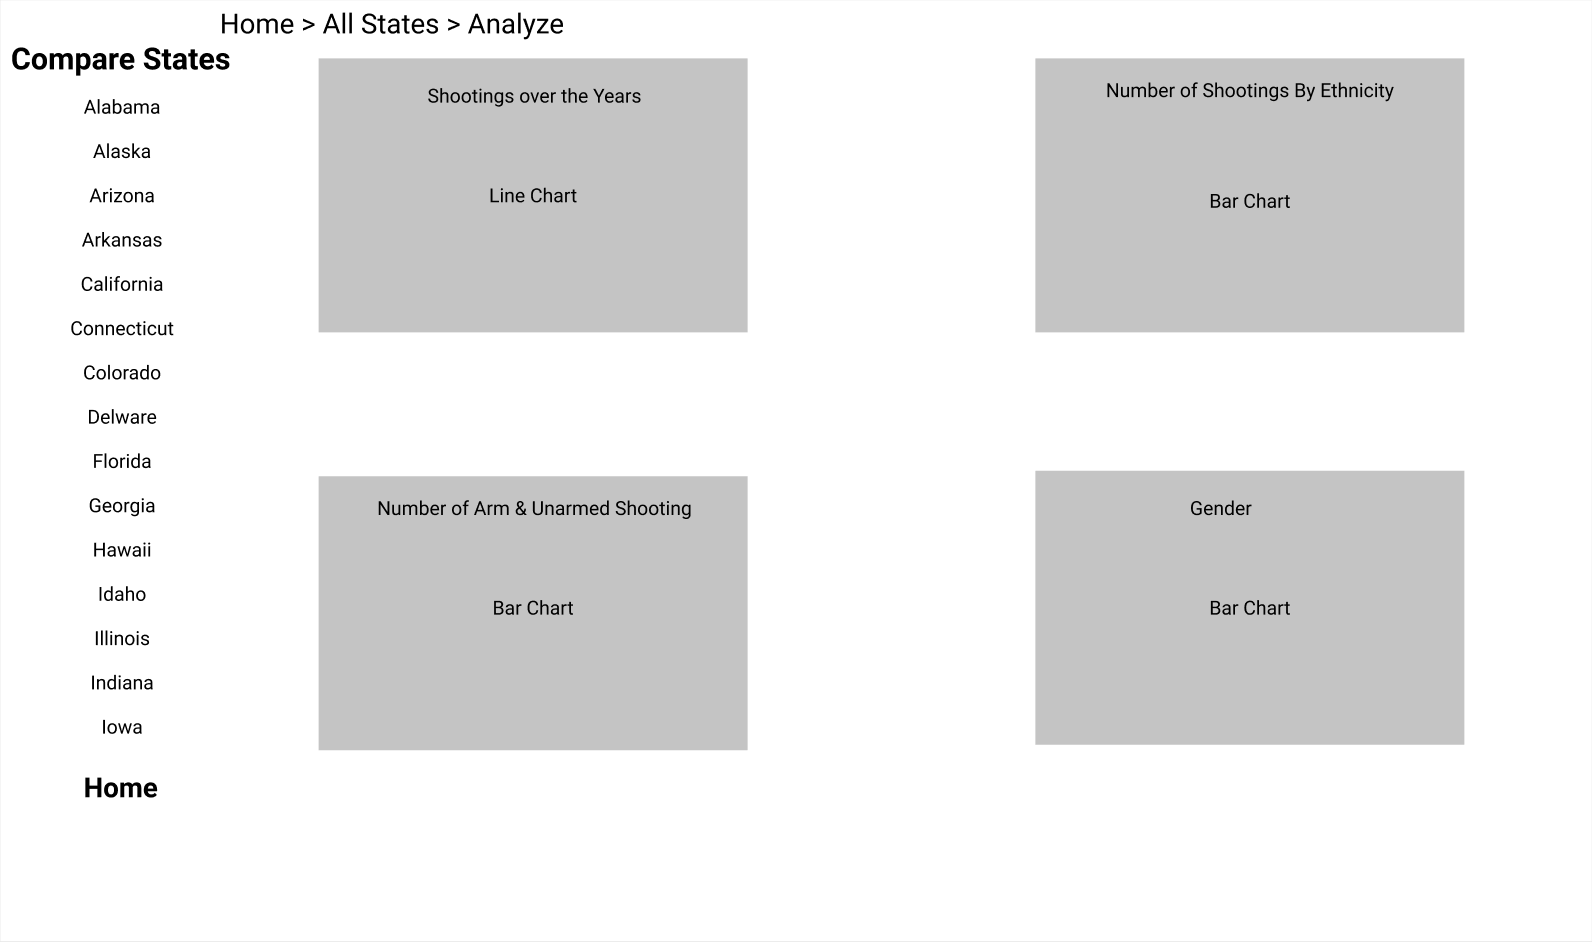 Home > All States > Analyze
Compare States
Alabama
Alaska
Arizona
Arkansas
California
Connecticut
Colorado
Delware
Florida
Georgia
Hawaii
Idaho
Illinois
Indiana
Iowa
Home
Shootings over the Years
Line Chart
Number of Shootings By Ethnicity
Bar Chart
Number of Arm & Unarmed Shooting
Bar Chart
Gender
Bar Chart